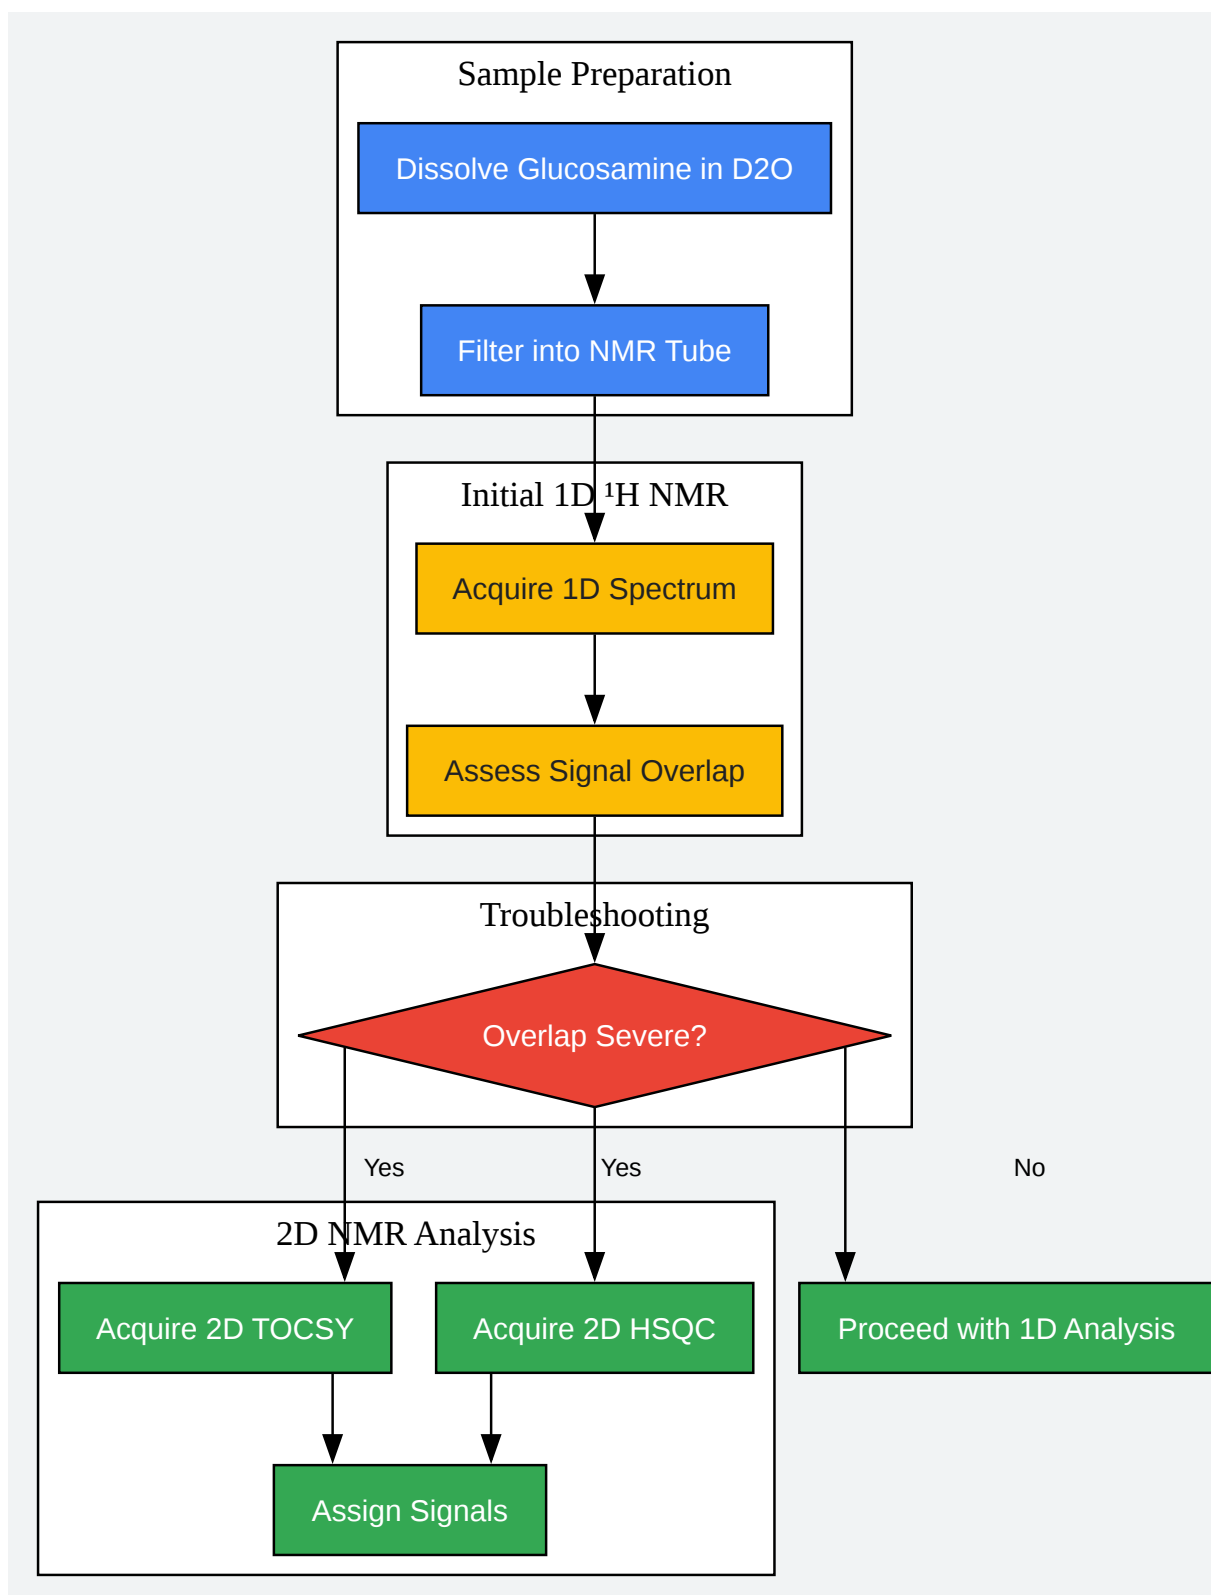 Sample Preparation
Dissolve Glucosamine in D2O
Filter into NMR Tube
Initial 1D ¹H NMR
Acquire 1D Spectrum
Assess Signal Overlap
Troubleshooting
Overlap Severe?
Yes
Yes
No
2D NMR Analysis
Acquire 2D TOCSY
Acquire 2D HSQC
Proceed with 1D Analysis
Assign Signals